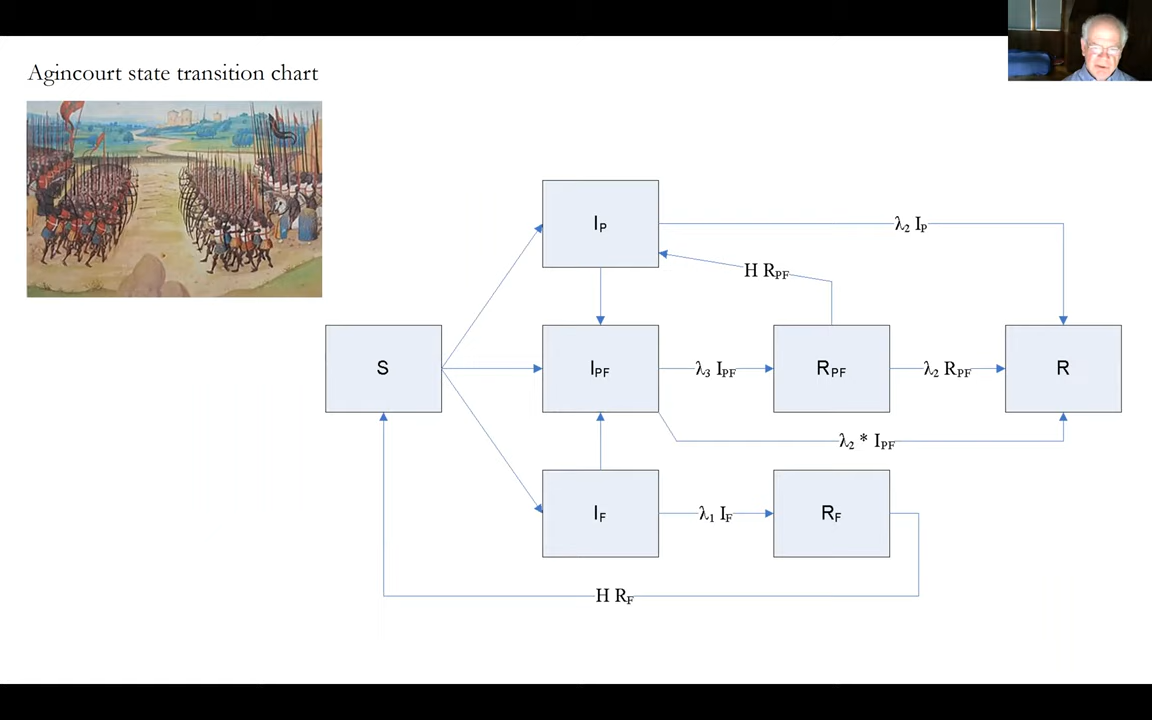 Agincourt state transition chart
I_P
λ₂ I_P
H R_PF
S
I_PF
λ₃ I_PF
R_PF
λ₂ R_PF
R
λ₂ * I_PF
I_F
λ₁ I_F
R_F
H R_F